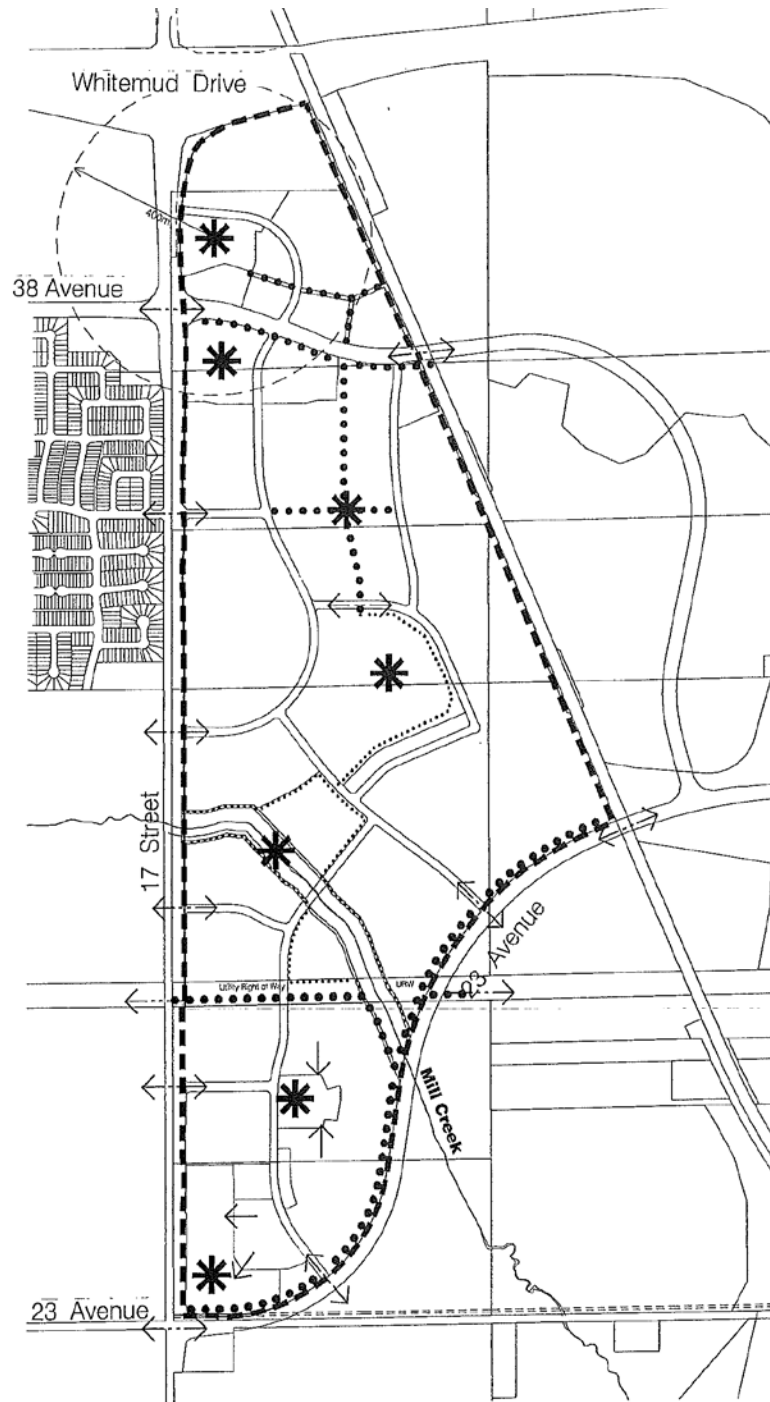 Whitemud Drive
400m
38 Avenue
17 Street
23 Avenue
Utility Right of Way
URW
Mill Creek
23 Avenue